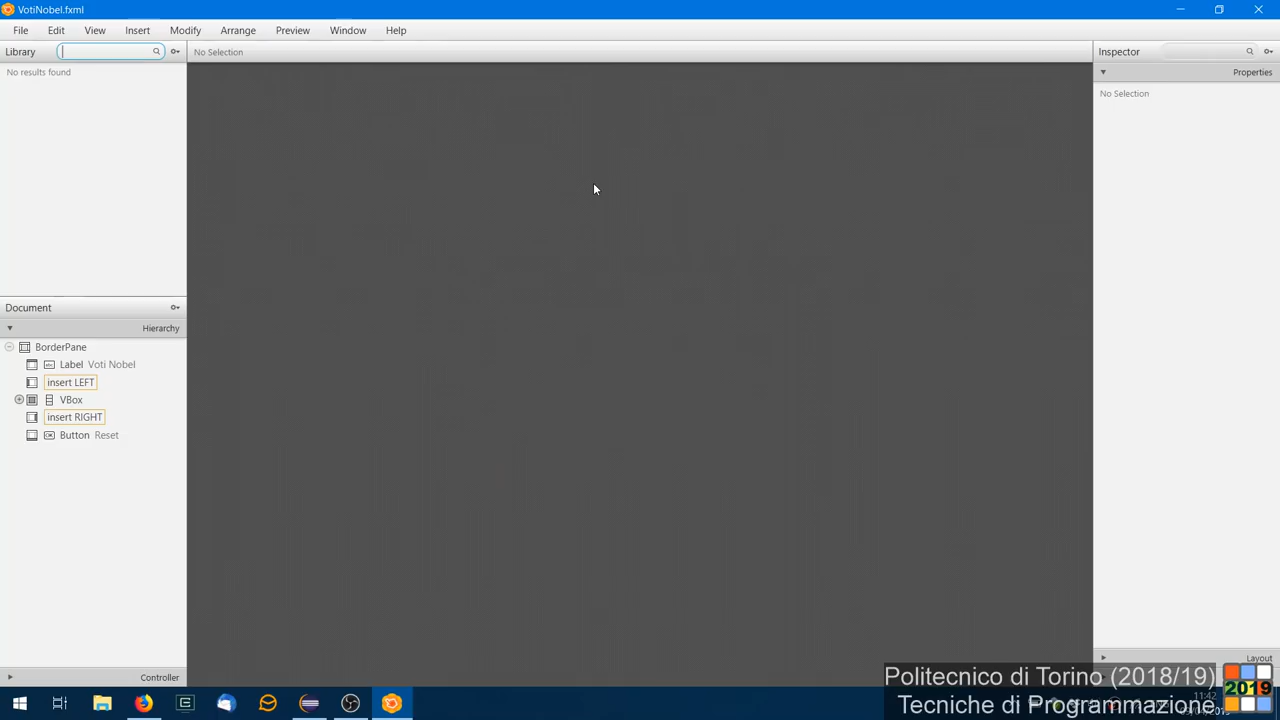 VotiNobel.fxml
File Edit View Insert Modify Arrange Preview Window Help
Library
No Selection
Inspector
No results found
Properties
No Selection
Document
Hierarchy
BorderPane
Label Voti Nobel
insert LEFT
VBox
insert RIGHT
Button Reset
Controller
Layout
Politecnico di Torino (2018/19)
Tecniche di Programmazione
2019
11:42